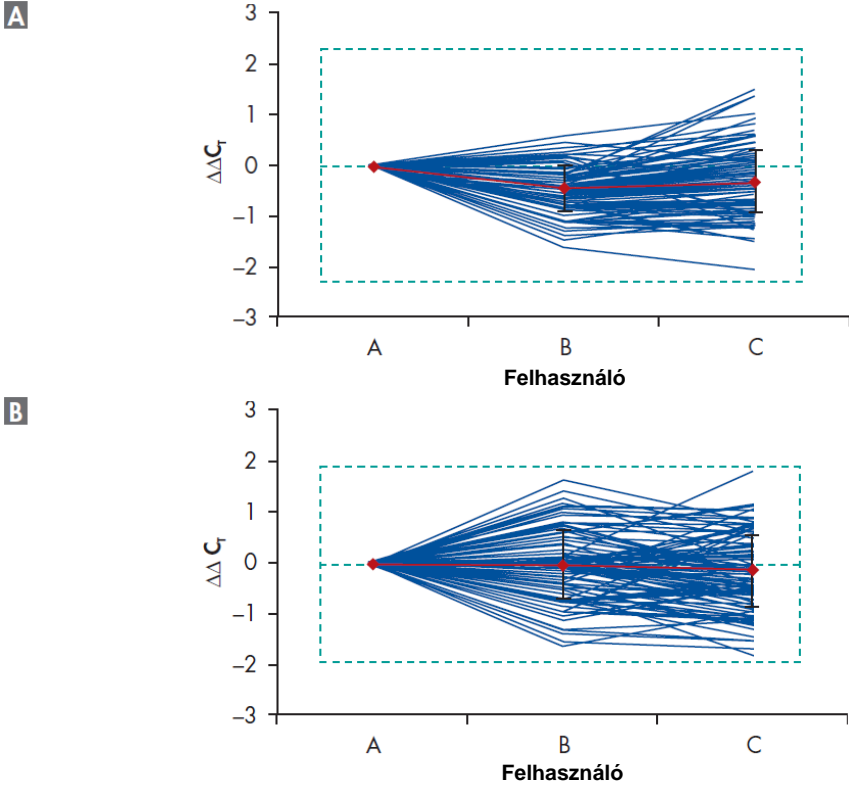 A
3
2
1
0
–1
–2
–3
ΔΔCT
A B C
Felhasználó
B
3
2
1
0
–1
–2
–3
ΔΔ CT
A B C
Felhasználó